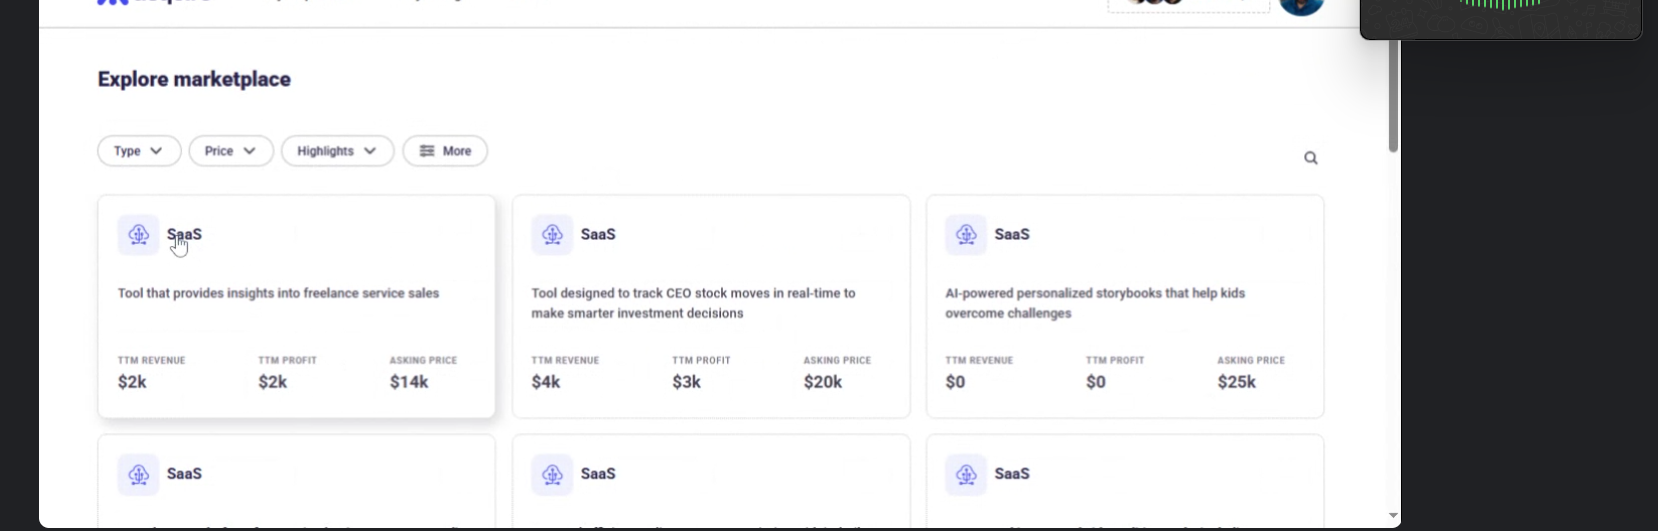 Explore marketplace
Type
Price
Highlights
More
SaaS
Tool that provides insights into freelance service sales
TTM REVENUE
TTM PROFIT
ASKING PRICE
$2k
$2k
$14k
SaaS
Tool designed to track CEO stock moves in real-time to
make smarter investment decisions
TTM REVENUE
TTM PROFIT
ASKING PRICE
$4k
$3k
$20k
SaaS
AI-powered personalized storybooks that help kids
overcome challenges
TTM REVENUE
TTM PROFIT
ASKING PRICE
$0
$0
$25k
SaaS
SaaS
SaaS